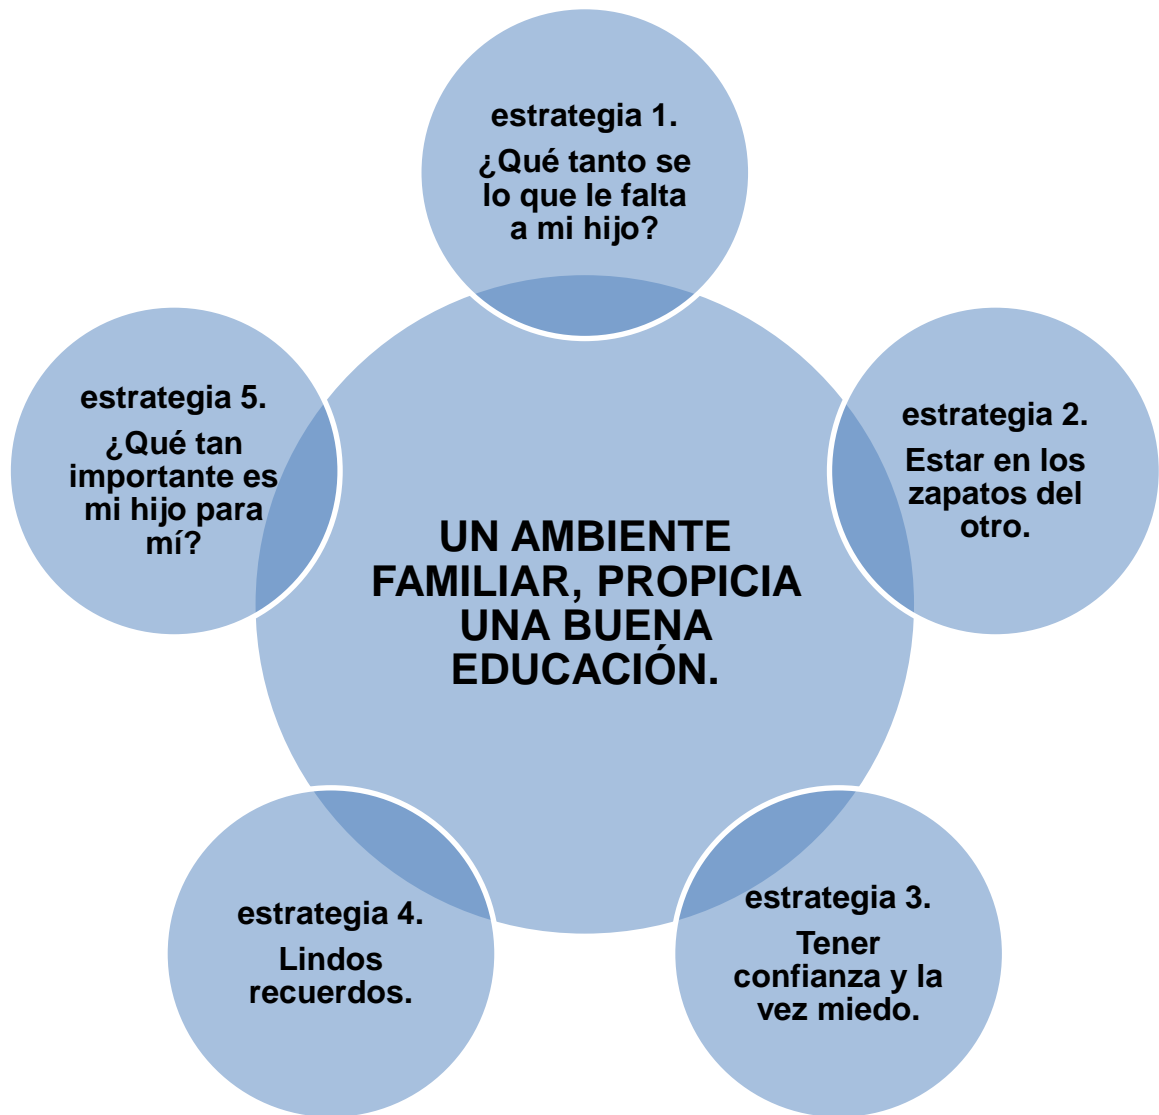 estrategia 1.
¿Qué tanto se
lo que le falta
a mi hijo?
estrategia 2.
Estar en los
zapatos del
otro.
estrategia 3.
Tener
confianza y la
vez miedo.
estrategia 4.
Lindos
recuerdos.
estrategia 5.
¿Qué tan
importante es
mi hijo para
mí?
UN AMBIENTE
FAMILIAR, PROPICIA
UNA BUENA
EDUCACIÓN.